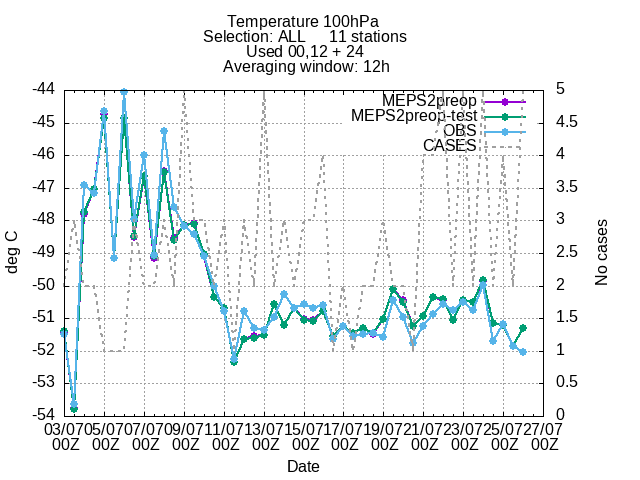 Temperature 100hPa
Selection: ALL 11 stations
Used 00,12 + 24
Averaging window: 12h
MEPS2preop
MEPS2preop-test
OBS
CASES
-44
-45
-46
-47
-48
-49
-50
-51
-52
-53
-54
deg C
5
4.5
4
3.5
3
2.5
2
1.5
1
0.5
0
No cases
03/07 05/07 07/07 09/07 11/07 13/07 15/07 17/07 19/07 21/07 23/07 25/07 27/07
00Z 00Z 00Z 00Z 00Z 00Z 00Z 00Z 00Z 00Z 00Z 00Z 00Z
Date